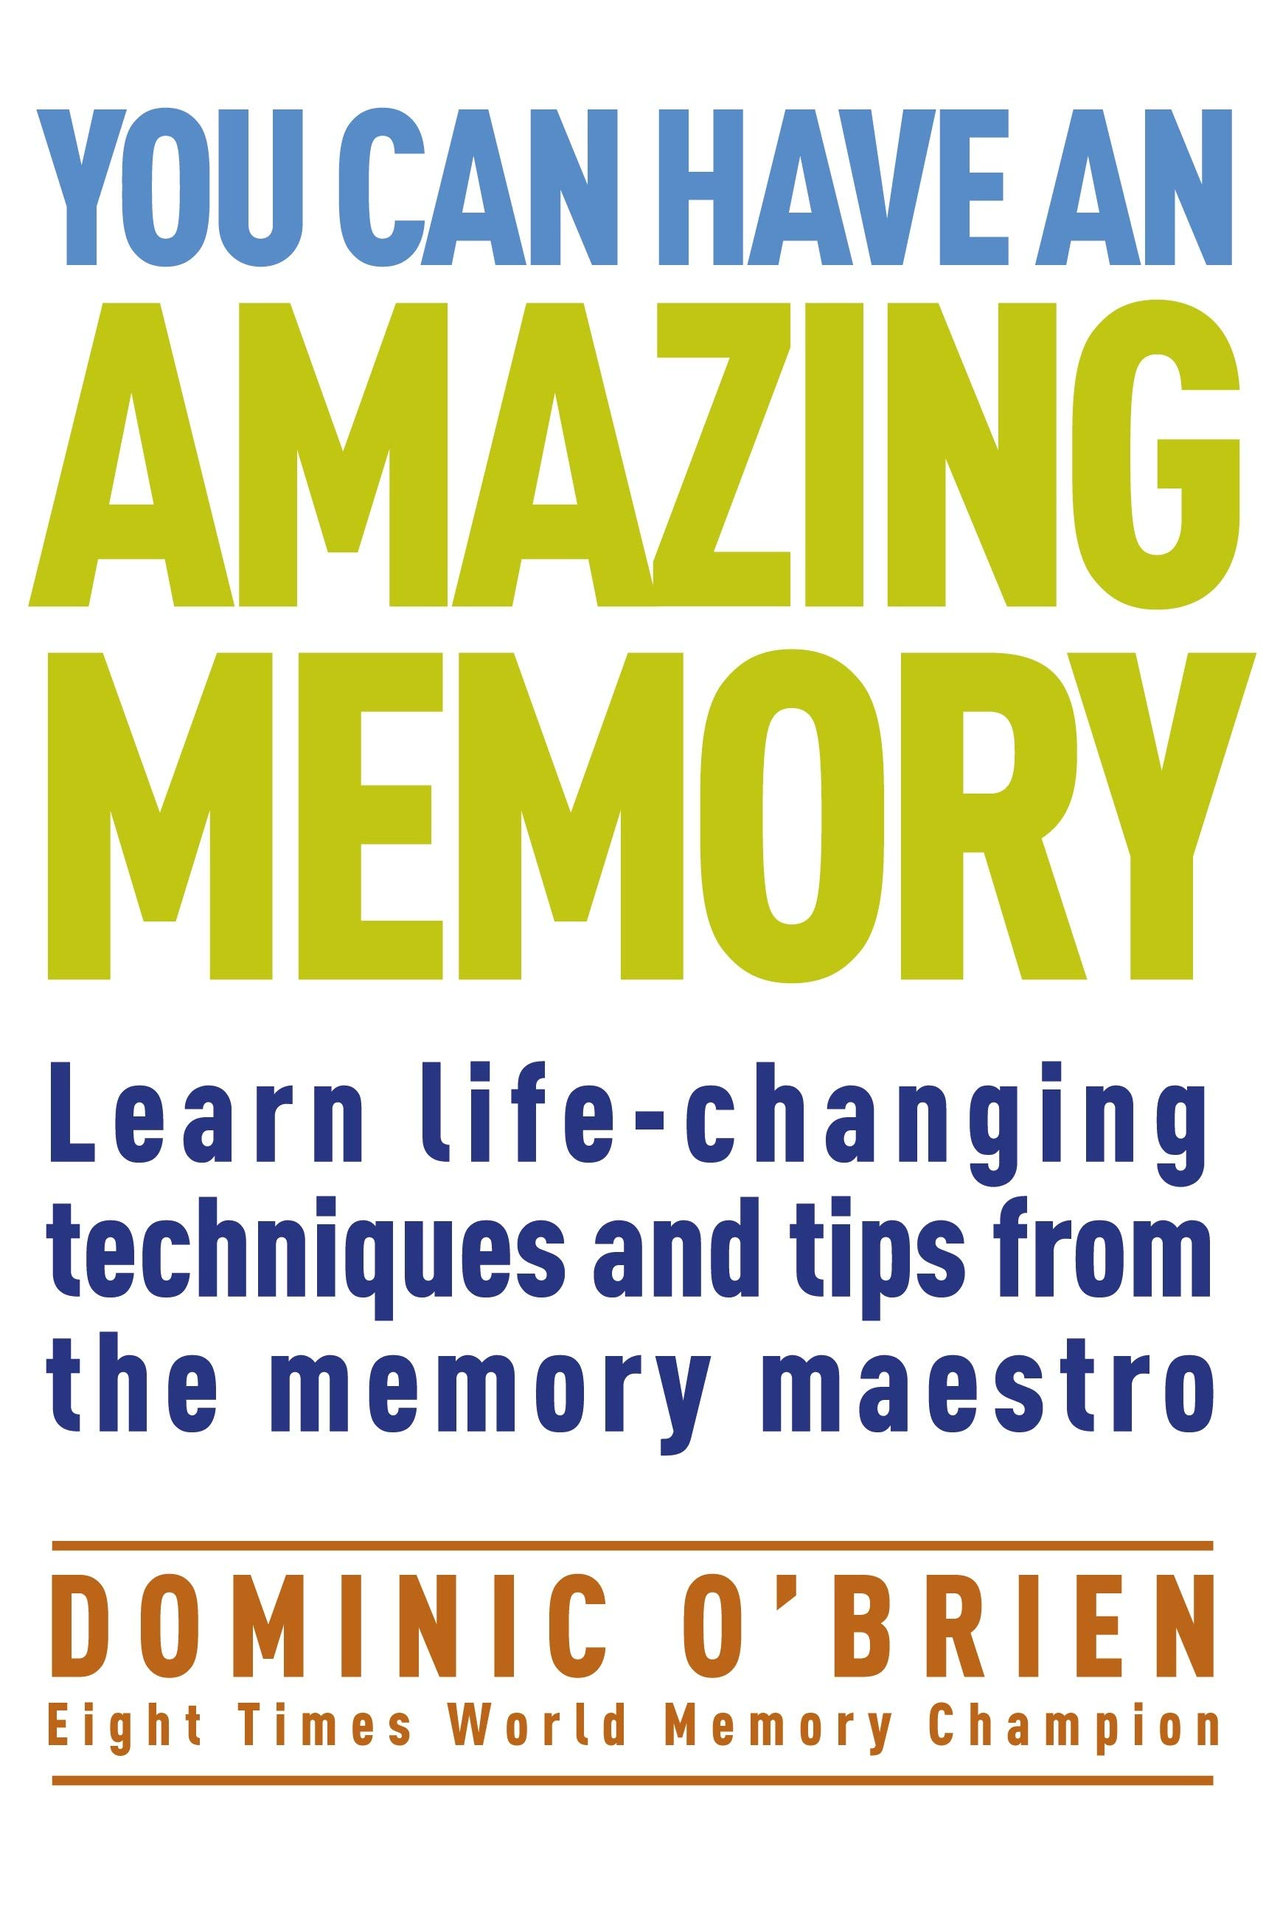 YOU CAN HAVE AN
AMAZING
MEMORY
Learn life-changing
techniques and tips from
the memory maestro
DOMINIC O'BRIEN
Eight Times World Memory Champion